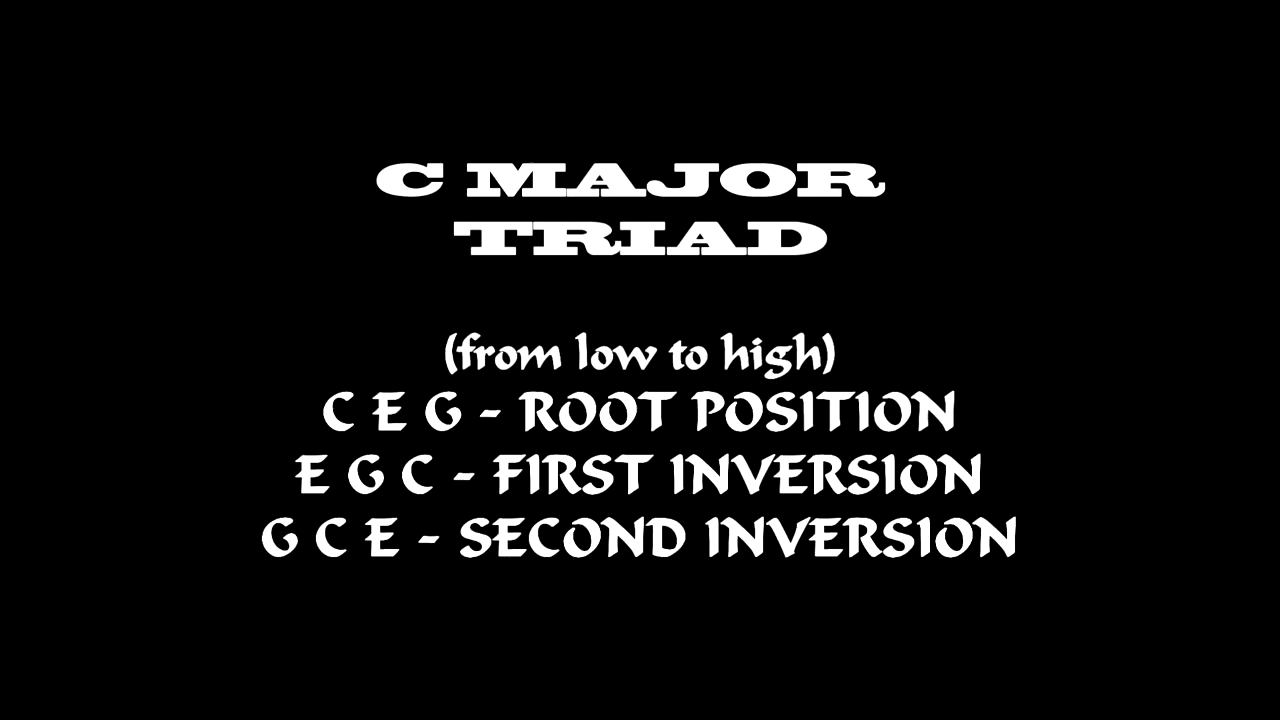 C MAJOR
TRIAD
(from low to high)
C E G - ROOT POSITION
E G C - FIRST INVERSION
G C E - SECOND INVERSION